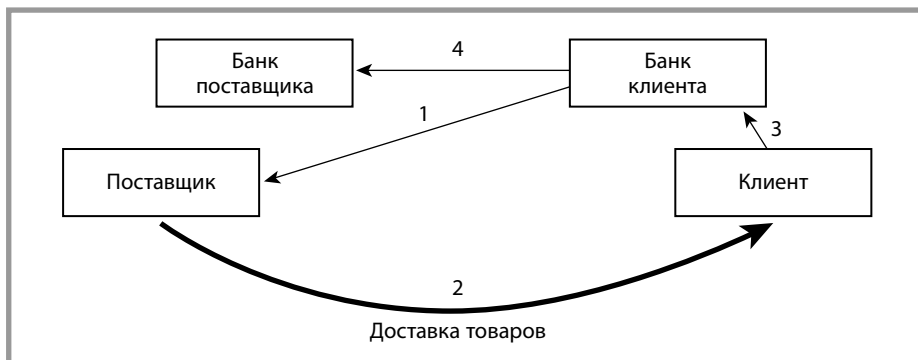 Банк
поставщика
4
Банк
клиента
1
3
Поставщик
Клиент
2
Доставка товаров